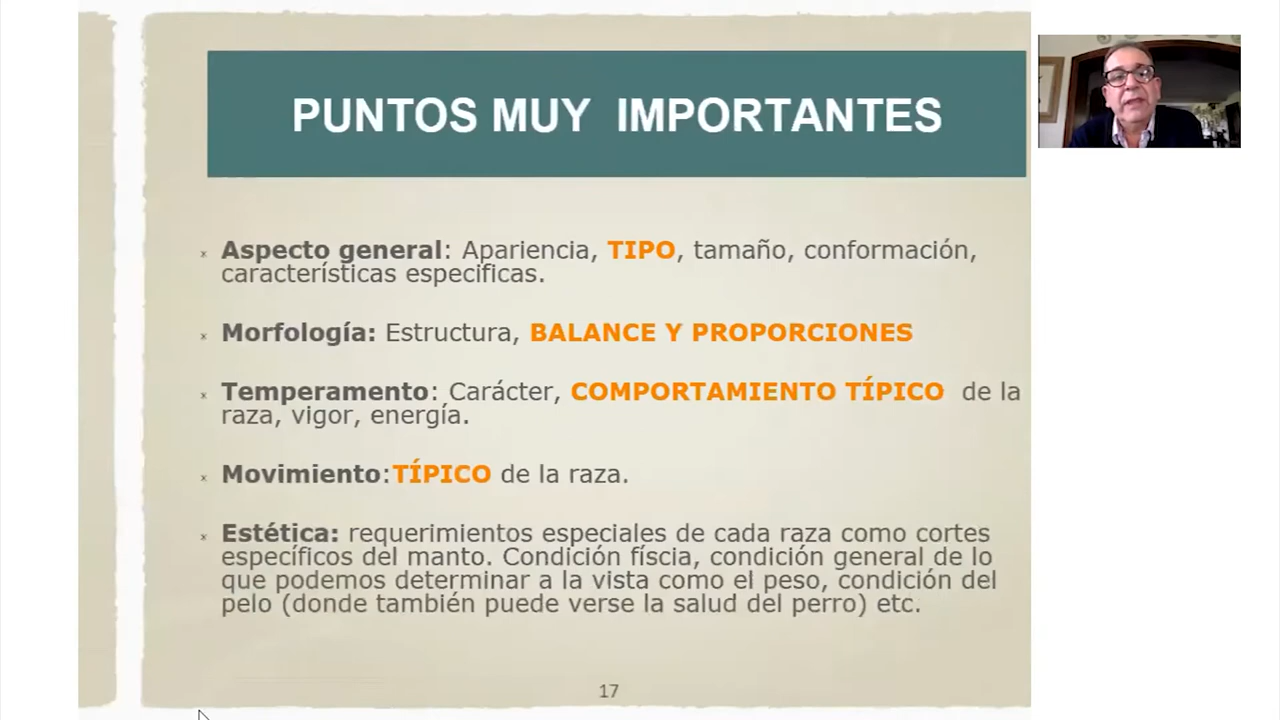 PUNTOS MUY IMPORTANTES
x Aspecto general: Apariencia, TIPO, tamaño, conformación,
características especificas.
x Morfología: Estructura, BALANCE Y PROPORCIONES
x Temperamento: Carácter, COMPORTAMIENTO TÍPICO de la
raza, vigor, energía.
x Movimiento:TÍPICO de la raza.
x Estética: requerimientos especiales de cada raza como cortes
específicos del manto. Condición físcia, condición general de lo
que podemos determinar a la vista como el peso, condición del
pelo (donde también puede verse la salud del perro) etc.
17